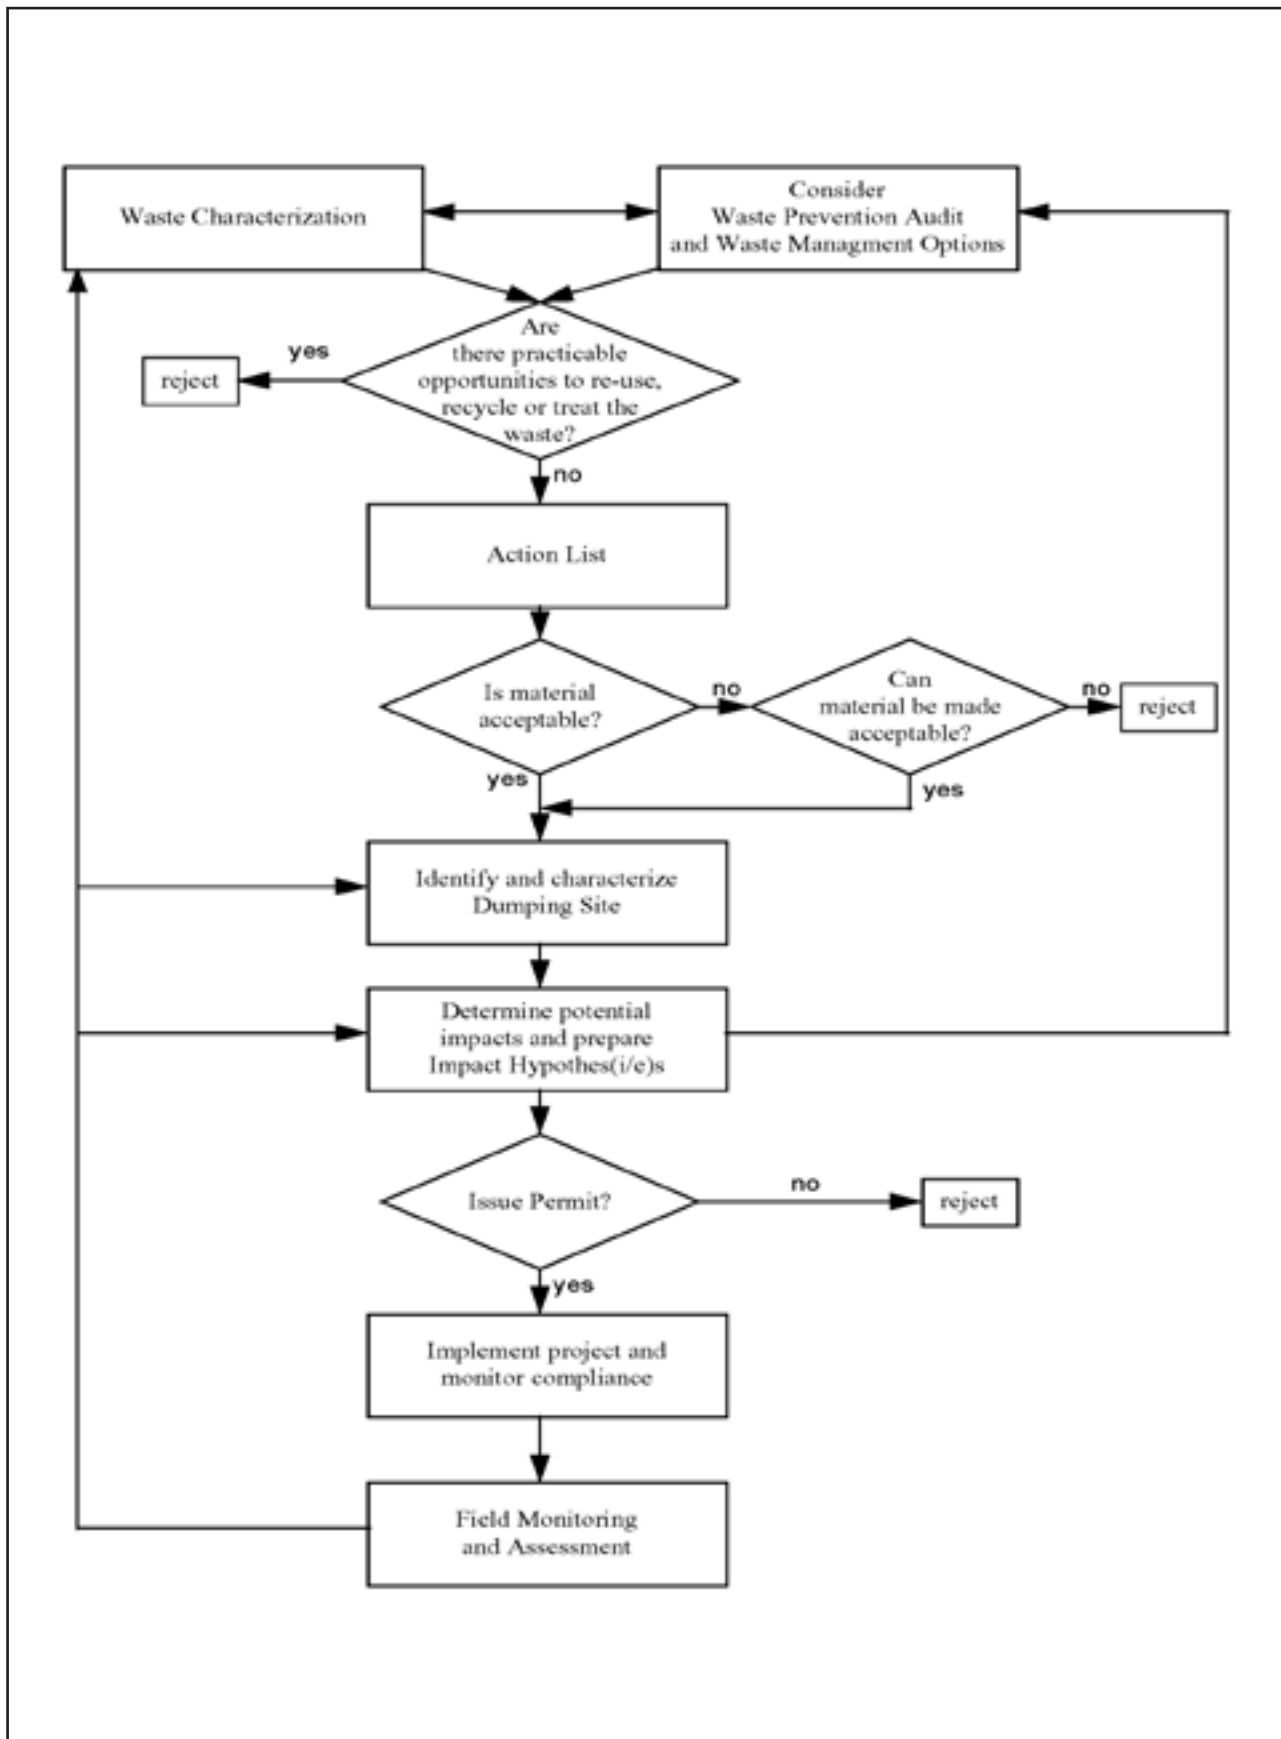 Waste Characterization
Consider
Waste Prevention Audit
and Waste Managment Options
Are
there practicable
opportunities to re-use,
recycle or treat the
waste?
yes
reject
no
Action List
Is material
acceptable?
no
Can
material be made
acceptable?
no
reject
yes
yes
Identify and characterize
Dumping Site
Determine potential
impacts and prepare
Impact Hypothes(i/e)s
Issue Permit?
no
reject
yes
Implement project and
monitor compliance
Field Monitoring
and Assessment